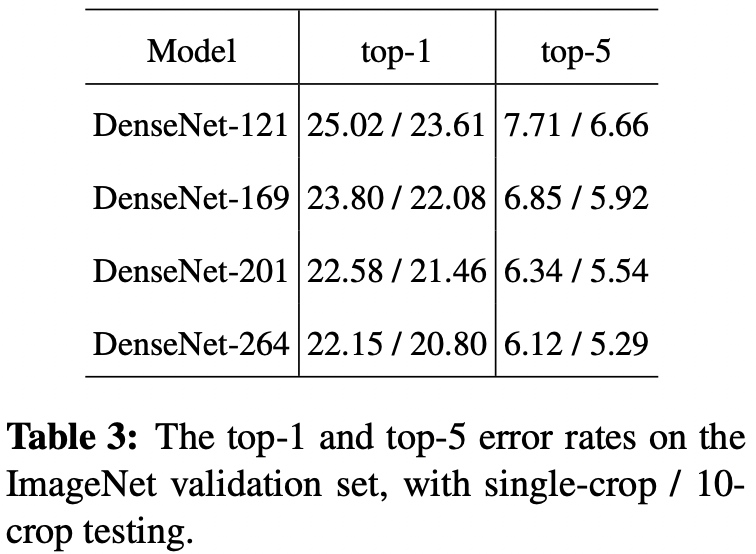 Model top-1 top-5
DenseNet-121 25.02 / 23.61 7.71 / 6.66
DenseNet-169 23.80 / 22.08 6.85 / 5.92
DenseNet-201 22.58 / 21.46 6.34 / 5.54
DenseNet-264 22.15 / 20.80 6.12 / 5.29
Table 3: The top-1 and top-5 error rates on the
ImageNet validation set, with single-crop / 10-
crop testing.